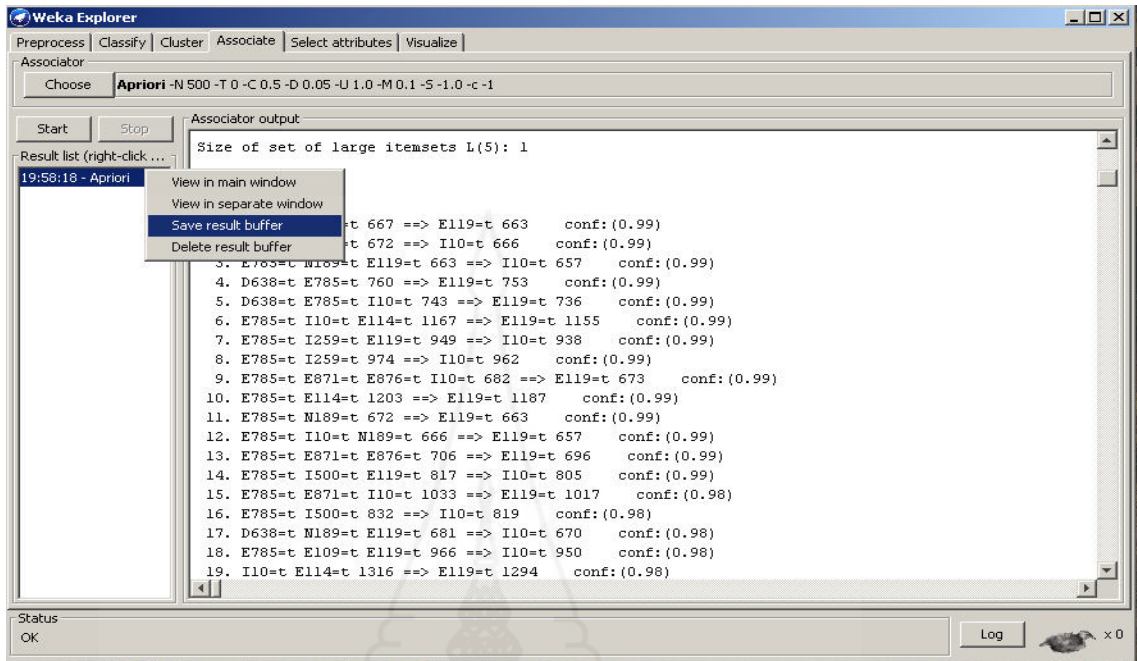 Weka Explorer
Preprocess Classify Cluster Associate Select attributes Visualize
Associator
Choose Apriori -N 500 -T 0 -C 0.5 -D 0.05 -U 1.0 -M 0.1 -S -1.0 -c -1
Start Stop
Result list (right-click ...
19:58:18 - Apriori
View in main window
View in separate window
Save result buffer
Delete result buffer
Associator output
Size of set of large itemsets L(5): 1
=t 667 ==> E119=t 663 conf:(0.99)
=t 672 ==> I10=t 666 conf:(0.99)
3. E785=t N189=t E119=t 663 ==> I10=t 657 conf:(0.99)
4. D638=t E785=t 760 ==> E119=t 753 conf:(0.99)
5. D638=t E785=t I10=t 743 ==> E119=t 736 conf:(0.99)
6. E785=t I10=t E114=t 1167 ==> E119=t 1155 conf:(0.99)
7. E785=t I259=t E119=t 949 ==> I10=t 938 conf:(0.99)
8. E785=t I259=t 974 ==> I10=t 962 conf:(0.99)
9. E785=t E871=t E876=t I10=t 682 ==> E119=t 673 conf:(0.99)
10. E785=t E114=t 1203 ==> E119=t 1187 conf:(0.99)
11. E785=t N189=t 672 ==> E119=t 663 conf:(0.99)
12. E785=t I10=t N189=t 666 ==> E119=t 657 conf:(0.99)
13. E785=t E871=t E876=t 706 ==> E119=t 696 conf:(0.99)
14. E785=t I500=t E119=t 817 ==> I10=t 805 conf:(0.99)
15. E785=t E871=t I10=t 1033 ==> E119=t 1017 conf:(0.98)
16. E785=t I500=t 832 ==> I10=t 819 conf:(0.98)
17. D638=t N189=t E119=t 681 ==> I10=t 670 conf:(0.98)
18. E785=t E109=t E119=t 966 ==> I10=t 950 conf:(0.98)
19. I10=t E114=t 1316 ==> E119=t 1294 conf:(0.98)
Status
OK
Log
x 0